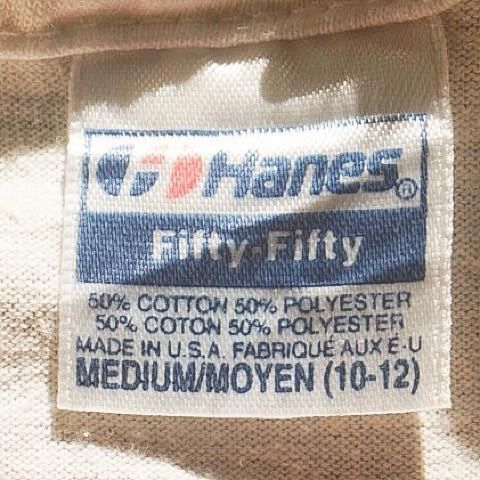 Hanes®
Fifty-Fifty
50% COTTON 50% POLYESTER
50% COTON 50% POLYESTER
MADE IN U.S.A. FABRIQUÉ AUX É.-U
MEDIUM/MOYEN (10-12)